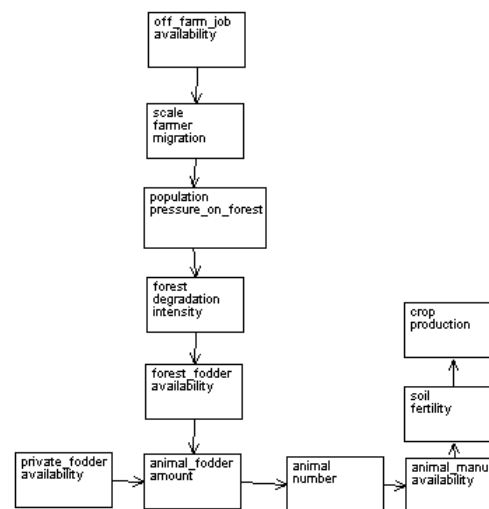 off_farm_job
availability
scale
farmer
migration
population
pressure_on_forest
forest
degradation
intensity
crop
production
forest_fodder
availability
soil
fertility
private_fodder
availability
animal_fodder
amount
animal
number
animal_manu
availability